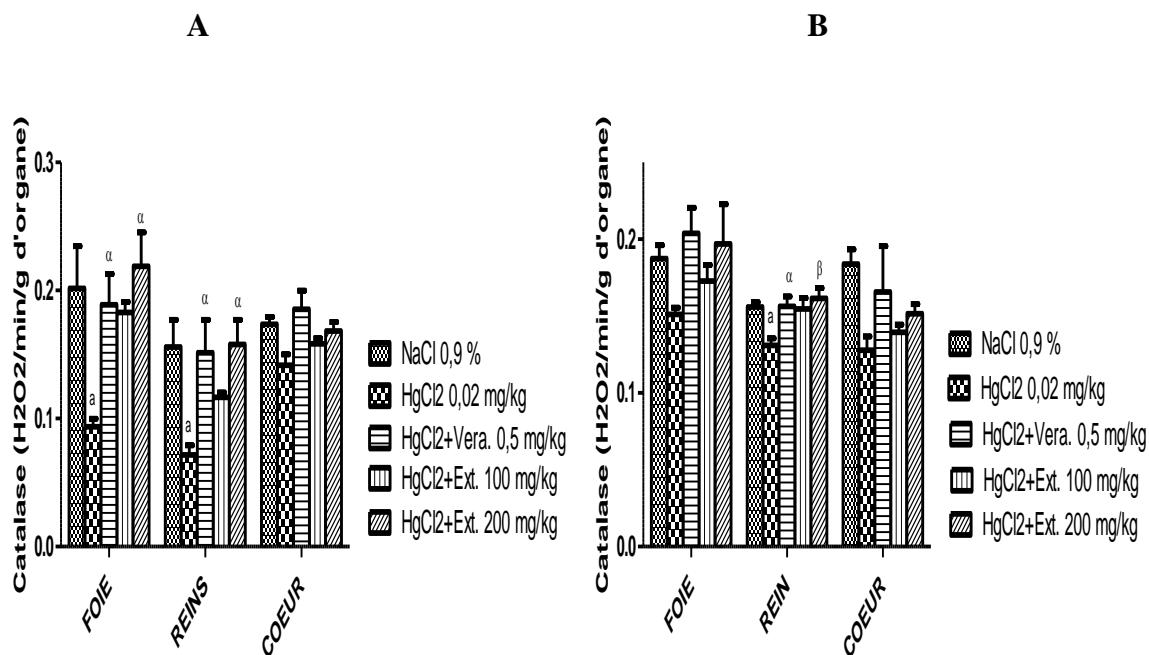 A
B
Catalase (H2O2/min/g d'organe)
0.3
0.2
0.1
0.0
α
α
a
α
α
a
FOIE
REINS
COEUR
NaCl 0,9 %
HgCl2 0,02 mg/kg
HgCl2+Vera. 0,5 mg/kg
HgCl2+Ext. 100 mg/kg
HgCl2+Ext. 200 mg/kg
Catalase (H2O2/min/g d'organe)
0.2
0.1
0.0
a
α
β
FOIE
REIN
COEUR
NaCl 0,9 %
HgCl2 0,02 mg/kg
HgCl2+Vera. 0,5 mg/kg
HgCl2+Ext. 100 mg/kg
HgCl2+Ext. 200 mg/kg